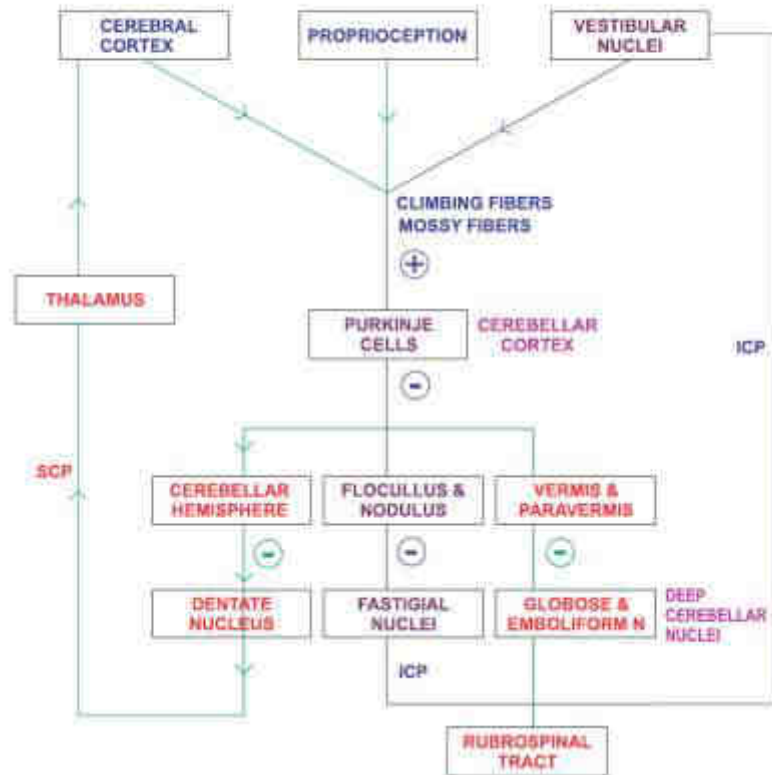 CEREBRAL
CORTEX
PROPRIOCEPTION
VESTIBULAR
NUCLEI
CLIMBING FIBERS
MOSSY FIBERS
+
THALAMUS
PURKINJE
CELLS
CEREBELLAR
CORTEX
ICP
-
SCP
CEREBELLAR
HEMISPHERE
FLOCULLUS &
NODULUS
VERMIS &
PARAVERMIS
-
-
-
DENTATE
NUCLEUS
FASTIGIAL
NUCLEI
GLOBOSE &
EMBOLIFORM N
DEEP
CEREBELLAR
NUCLEI
ICP
RUBROSPINAL
TRACT